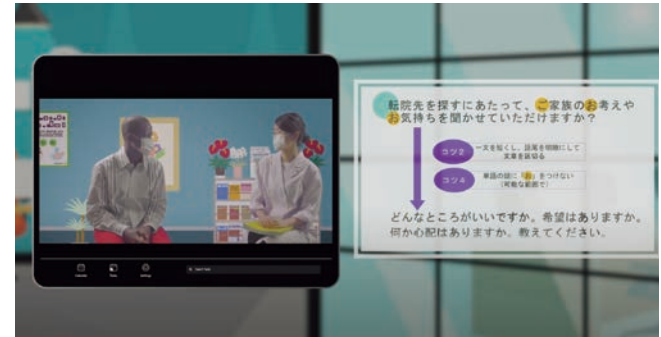 転院先を探すにあたって、ご家族のお考えや
お気持ちを聞かせていただけますか？
コツ2
一文を短くし、語尾を明瞭にして
文章を区切る
コツ4
単語の頭に「お」をつけない
（可能な範囲で）
どんなところがいいですか。希望はありますか。
何か心配はありますか。教えてください。